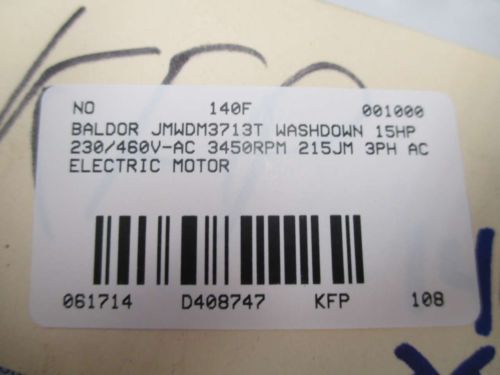 NO 140F 001000
BALDOR JMWDM3713T WASHDOWN 15HP
230/460V-AC 3450RPM 215JM 3PH AC
ELECTRIC MOTOR
061714 D408747 KFP 108